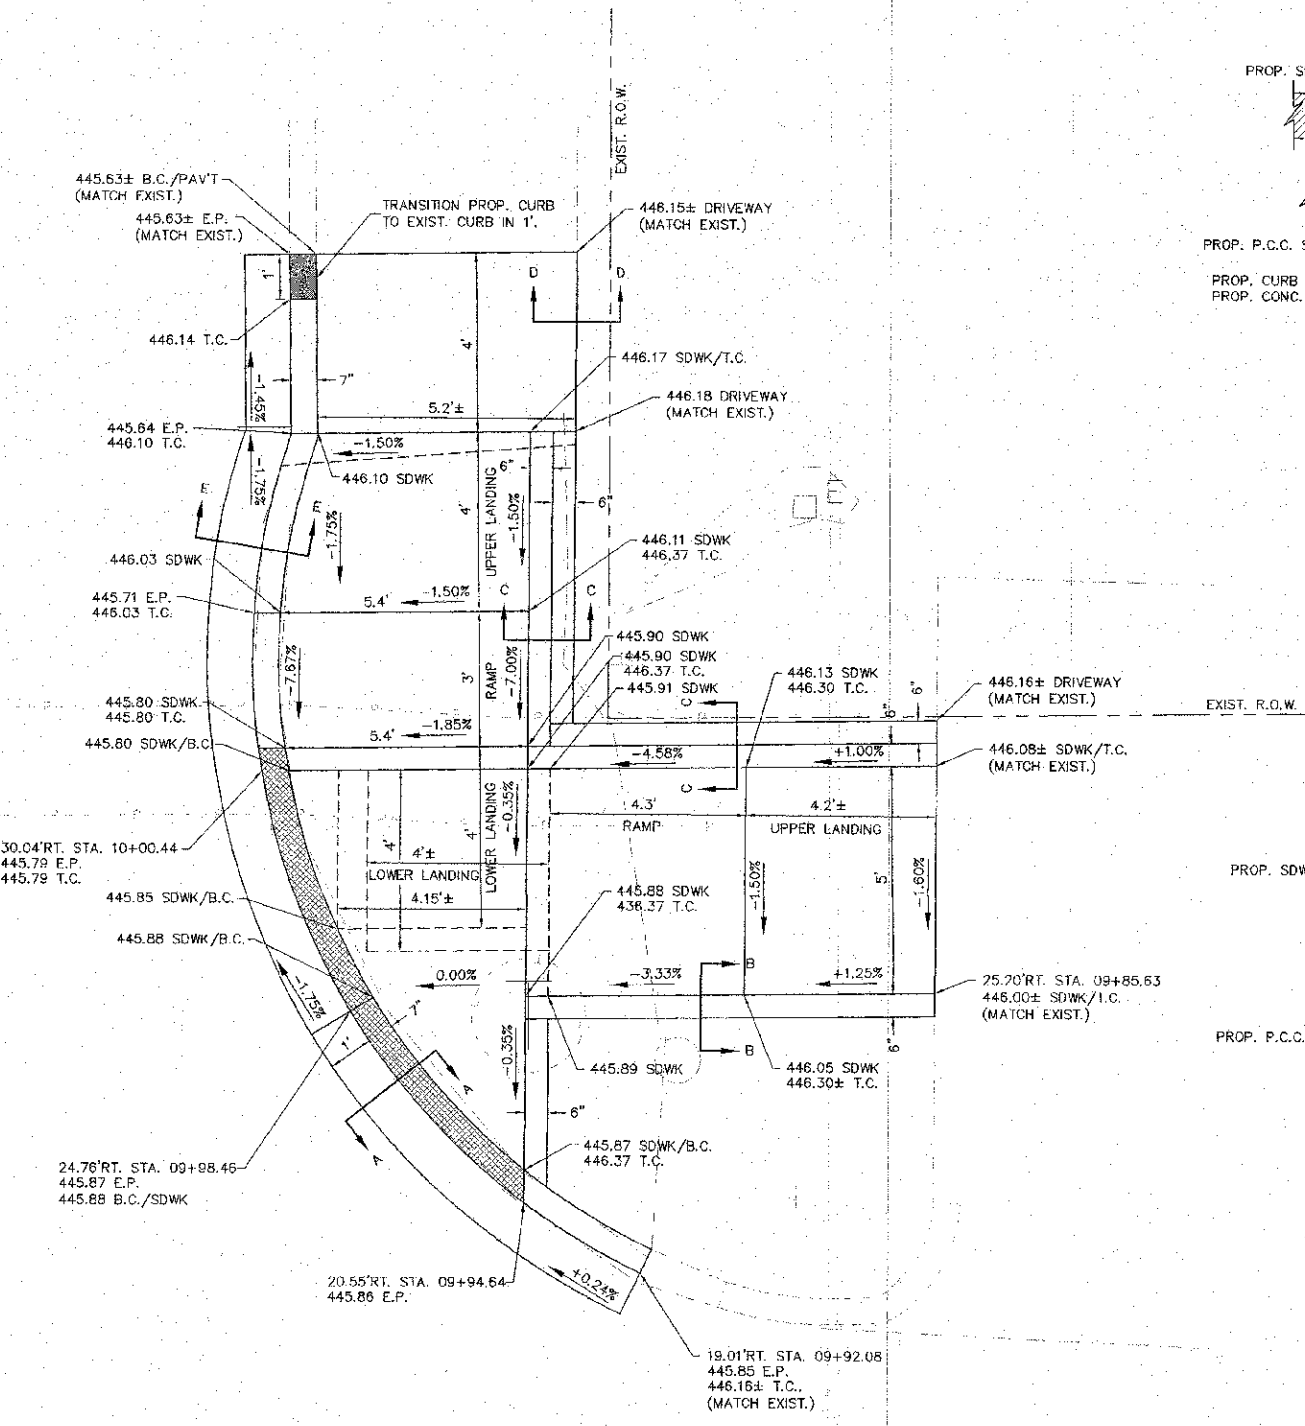 PROP. S
EXIST. R.O.W.
445.63± B.C./PAV'T
(MATCH EXIST.)
445.63± E.P.
(MATCH EXIST.)
TRANSITION PROP. CURB
TO EXIST. CURB IN 1'.
446.15± DRIVEWAY
(MATCH EXIST.)
PROP. P.C.C. S
PROP. CURB
PROP. CONC.
1'
D
D
446.14 T.C.
4'
446.17 SDWK/T.C.
7"
-1.45%
446.18 DRIVEWAY
(MATCH EXIST.)
5.2'±
445.64 E.P.
446.10 T.C.
-1.50%
-1.75%
446.10 SDWK
6"
6"
4'
UPPER LANDING
-1.50%
E
E
-1.75%
446.11 SDWK
446.37 T.C.
446.03 SDWK
445.71 E.P.
446.03 T.C.
5.4'
-1.50%
C
C
445.90 SDWK
445.90 SDWK
446.37 T.C.
445.91 SDWK
-7.67%
3'
RAMP
-7.00%
446.13 SDWK
446.30 T.C.
446.16± DRIVEWAY
(MATCH EXIST.)
6"
6"
EXIST. R.O.W.
445.80 SDWK
445.80 T.C.
5.4'
-1.85%
C
445.80 SDWK/B.C.
-4.58%
+1.00%
446.08± SDWK/T.C.
(MATCH EXIST.)
C
4'
4'
LOWER LANDING
-0.35%
4.3'
RAMP
4.2'±
UPPER LANDING
30.04'RT. STA. 10+00.44
445.79 E.P.
445.79 T.C.
4'±
LOWER LANDING
4.15'±
-1.50%
5'
-1.60%
PROP. SDW
445.85 SDWK/B.C.
445.88 SDWK
436.37 T.C.
445.88 SDWK/B.C.
0.00%
-3.33%
B
+1.25%
25.20'RT. STA. 09+85.63
446.00± SDWK/T.C.
(MATCH EXIST.)
-1.75%
7"
1'
-0.35%
B
6"
PROP. P.C.C.
445.89 SDWK
446.05 SDWK
446.30± T.C.
A
A
6"
445.87 SDWK/B.C.
446.37 T.C.
24.76'RT. STA. 09+98.46
445.87 E.P.
445.88 B.C./SDWK
20.55'RT. STA. 09+94.64
445.86 E.P.
+0.24%
19.01'RT. STA. 09+92.08
445.85 E.P.
446.16± T.C.
(MATCH EXIST.)